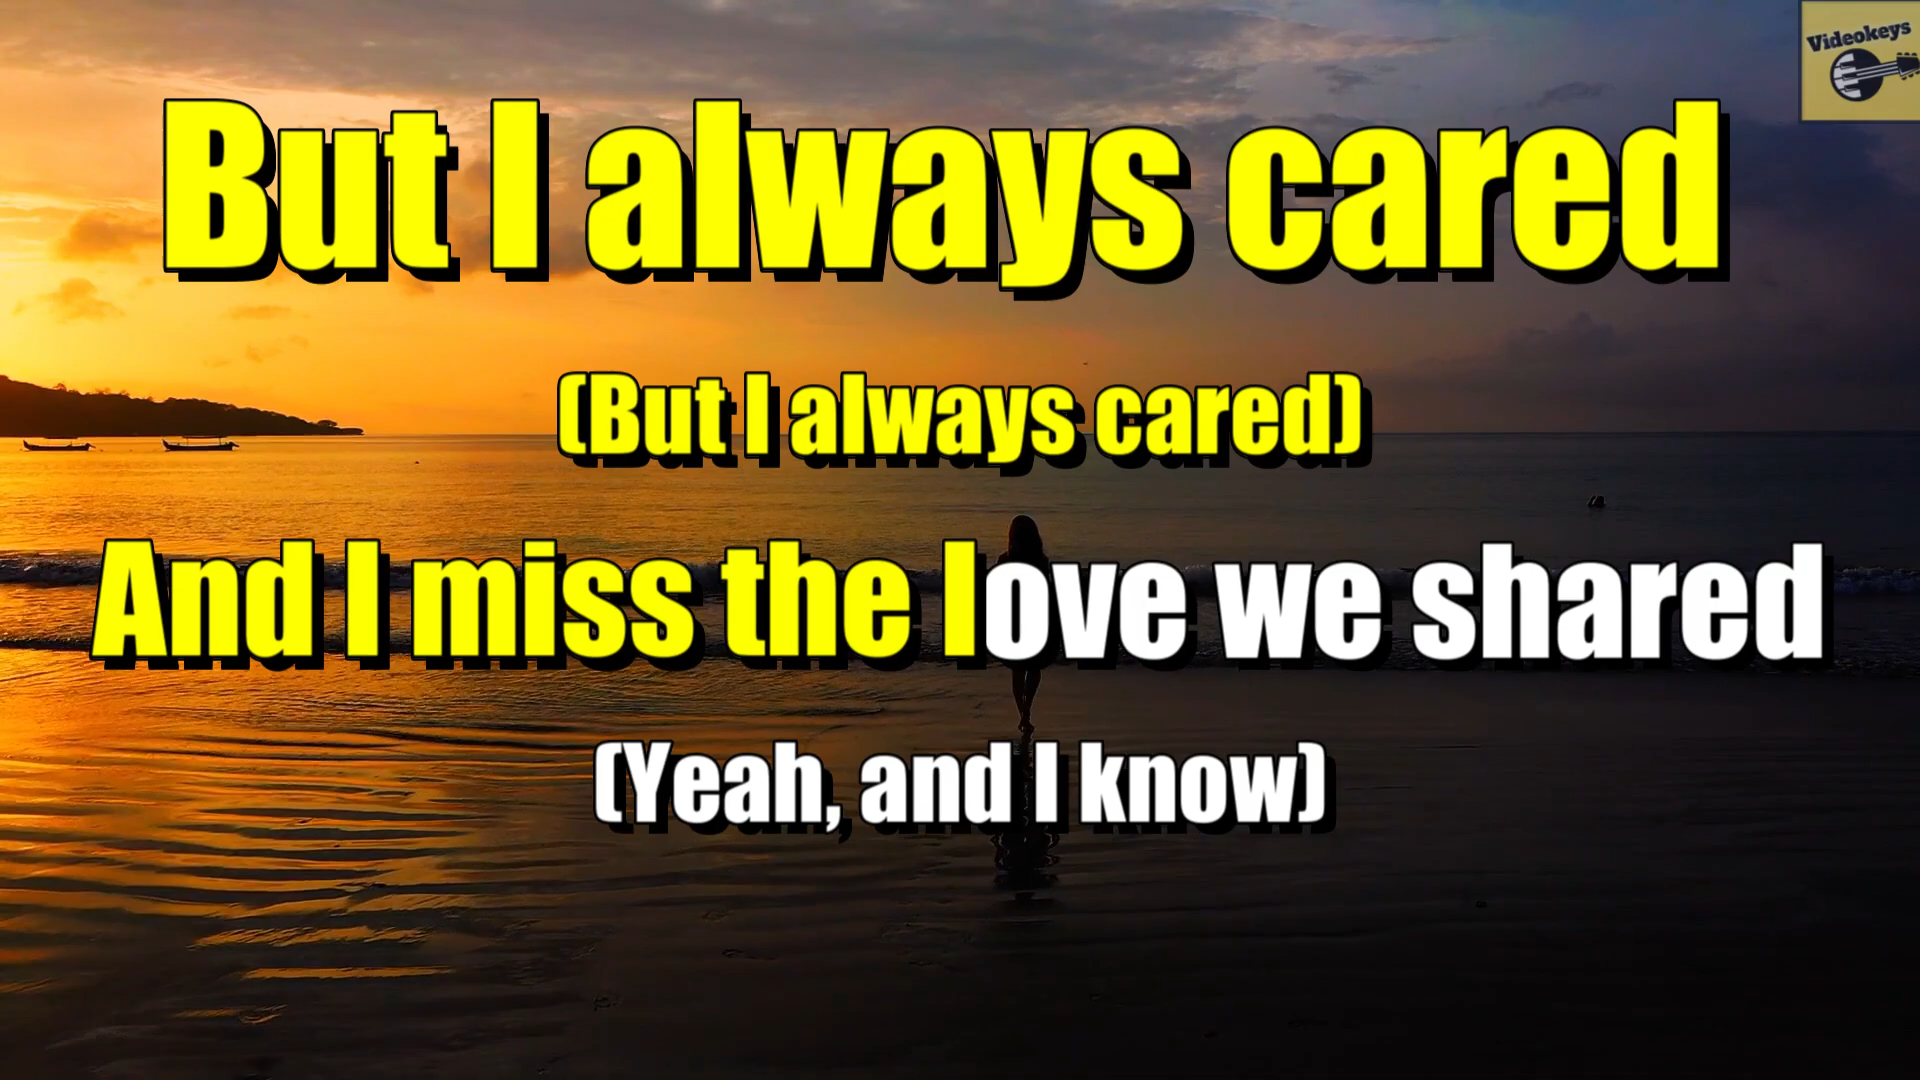 Videokeys
But I always cared
(But I always cared)
And I miss the love we shared
(Yeah, and I know)